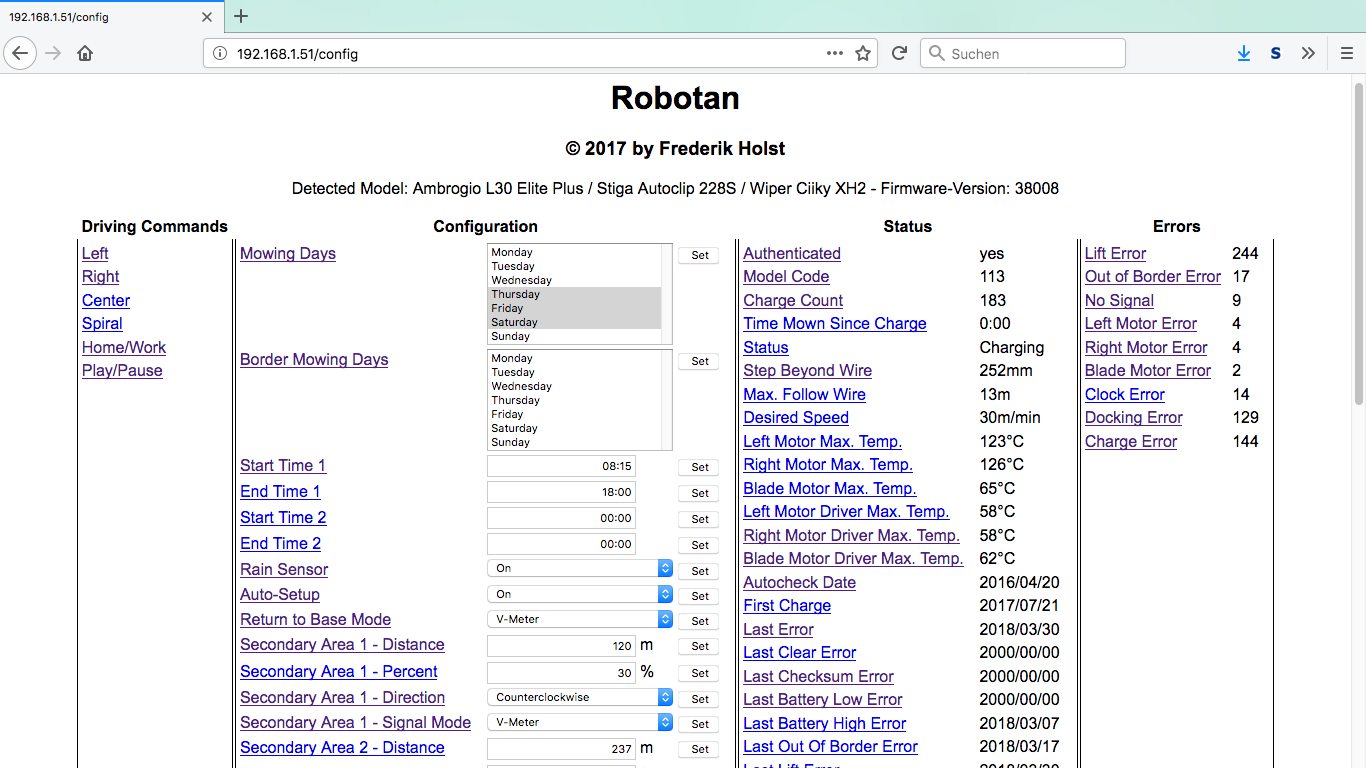 192.168.1.51/config
192.168.1.51/config
Suchen
S
Robotan
© 2017 by Frederik Holst
Detected Model: Ambrogio L30 Elite Plus / Stiga Autoclip 228S / Wiper Ciiky XH2 - Firmware-Version: 38008
Driving Commands
Left
Right
Center
Spiral
Home/Work
Play/Pause
Configuration
Mowing Days
Monday
Tuesday
Wednesday
Thursday
Friday
Saturday
Sunday
Set
Border Mowing Days
Monday
Tuesday
Wednesday
Thursday
Friday
Saturday
Sunday
Set
Start Time 1 08:15 Set
End Time 1 18:00 Set
Start Time 2 00:00 Set
End Time 2 00:00 Set
Rain Sensor On Set
Auto-Setup On Set
Return to Base Mode V-Meter Set
Secondary Area 1 - Distance 120 m Set
Secondary Area 1 - Percent 30 % Set
Secondary Area 1 - Direction Counterclockwise Set
Secondary Area 1 - Signal Mode V-Meter Set
Secondary Area 2 - Distance 237 m Set
Status
Authenticated yes
Model Code 113
Charge Count 183
Time Mown Since Charge 0:00
Status Charging
Step Beyond Wire 252mm
Max. Follow Wire 13m
Desired Speed 30m/min
Left Motor Max. Temp. 123°C
Right Motor Max. Temp. 126°C
Blade Motor Max. Temp. 65°C
Left Motor Driver Max. Temp. 58°C
Right Motor Driver Max. Temp. 58°C
Blade Motor Driver Max. Temp. 62°C
Autocheck Date 2016/04/20
First Charge 2017/07/21
Last Error 2018/03/30
Last Clear Error 2000/00/00
Last Checksum Error 2000/00/00
Last Battery Low Error 2000/00/00
Last Battery High Error 2018/03/07
Last Out Of Border Error 2018/03/17
Errors
Lift Error 244
Out of Border Error 17
No Signal 9
Left Motor Error 4
Right Motor Error 4
Blade Motor Error 2
Clock Error 14
Docking Error 129
Charge Error 144